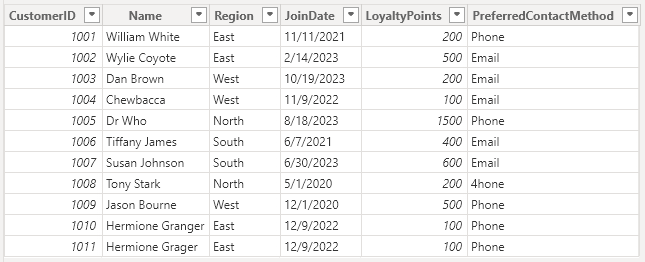 CustomerID Name Region JoinDate LoyaltyPoints PreferredContactMethod
1001 William White East 11/11/2021 200 Phone
1002 Wylie Coyote East 2/14/2023 500 Email
1003 Dan Brown West 10/19/2023 200 Email
1004 Chewbacca West 11/9/2022 100 Email
1005 Dr Who North 8/18/2023 1500 Phone
1006 Tiffany James South 6/7/2021 400 Email
1007 Susan Johnson South 6/30/2023 600 Email
1008 Tony Stark North 5/1/2020 200 4hone
1009 Jason Bourne West 12/1/2020 500 Phone
1010 Hermione Granger East 12/9/2022 100 Phone
1011 Hermione Grager East 12/9/2022 100 Phone